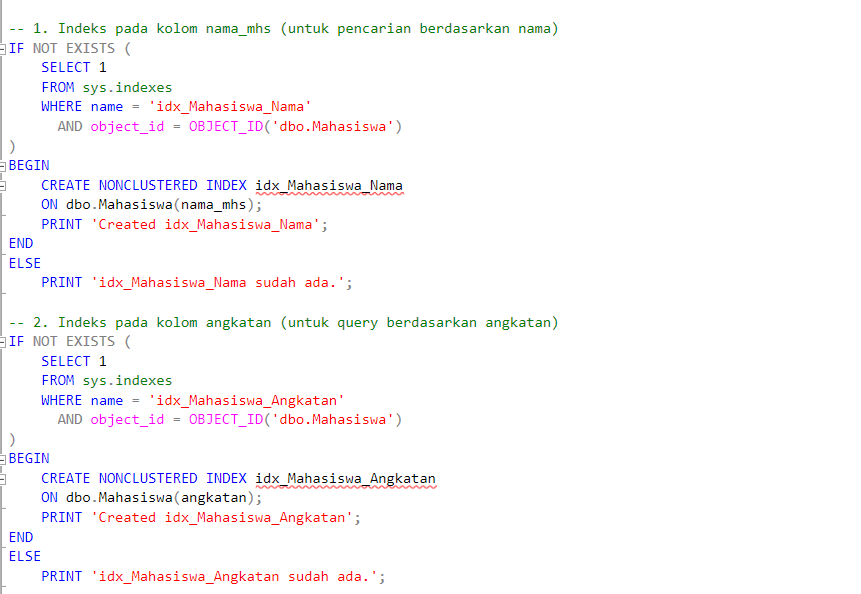 -- 1. Indeks pada kolom nama_mhs (untuk pencarian berdasarkan nama)
IF NOT EXISTS (
    SELECT 1
    FROM sys.indexes
    WHERE name = 'idx_Mahasiswa_Nama'
      AND object_id = OBJECT_ID('dbo.Mahasiswa')
)
BEGIN
    CREATE NONCLUSTERED INDEX idx_Mahasiswa_Nama
    ON dbo.Mahasiswa(nama_mhs);
    PRINT 'Created idx_Mahasiswa_Nama';
END
ELSE
    PRINT 'idx_Mahasiswa_Nama sudah ada.';

-- 2. Indeks pada kolom angkatan (untuk query berdasarkan angkatan)
IF NOT EXISTS (
    SELECT 1
    FROM sys.indexes
    WHERE name = 'idx_Mahasiswa_Angkatan'
      AND object_id = OBJECT_ID('dbo.Mahasiswa')
)
BEGIN
    CREATE NONCLUSTERED INDEX idx_Mahasiswa_Angkatan
    ON dbo.Mahasiswa(angkatan);
    PRINT 'Created idx_Mahasiswa_Angkatan';
END
ELSE
    PRINT 'idx_Mahasiswa_Angkatan sudah ada.';